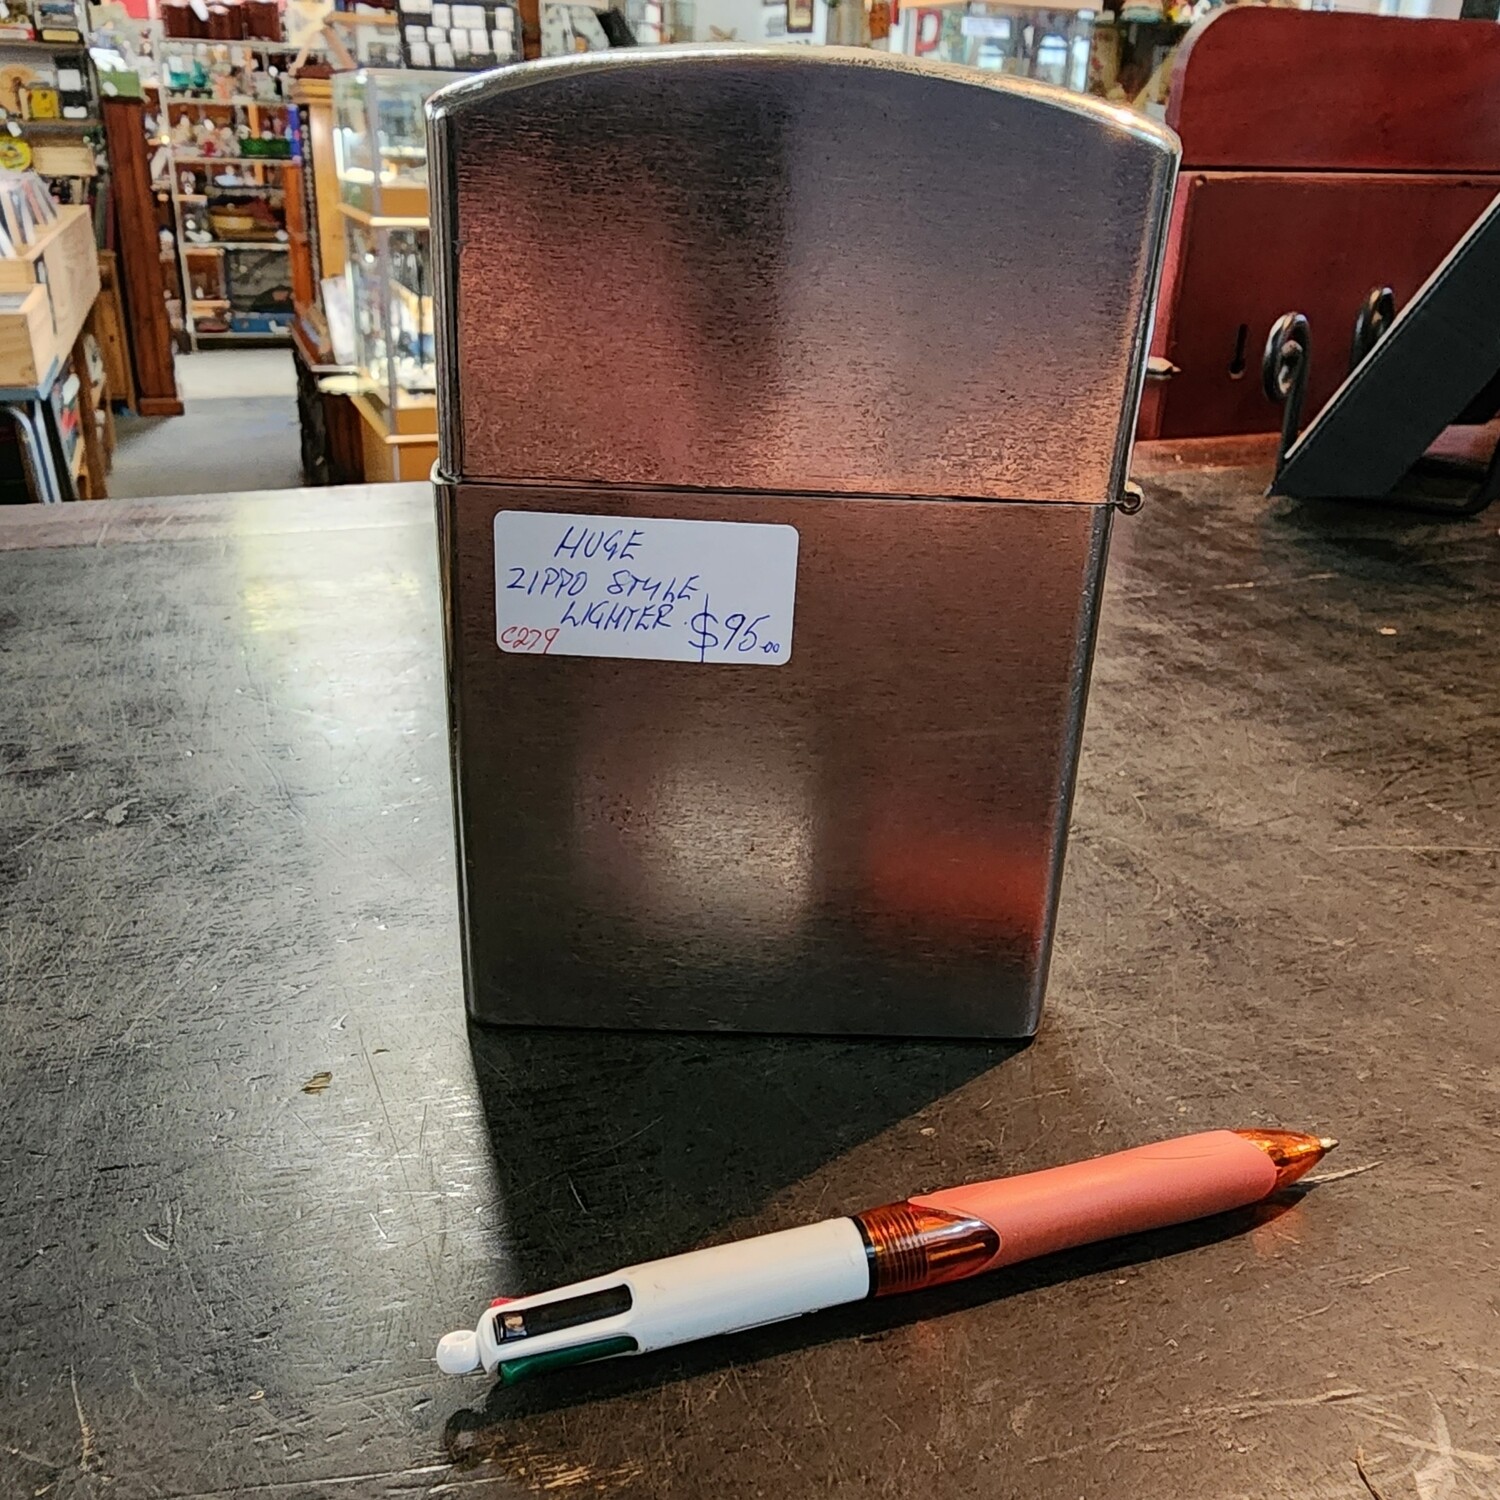 HUGE
ZIPPO STYLE
LIGHTER. $95.00
C279